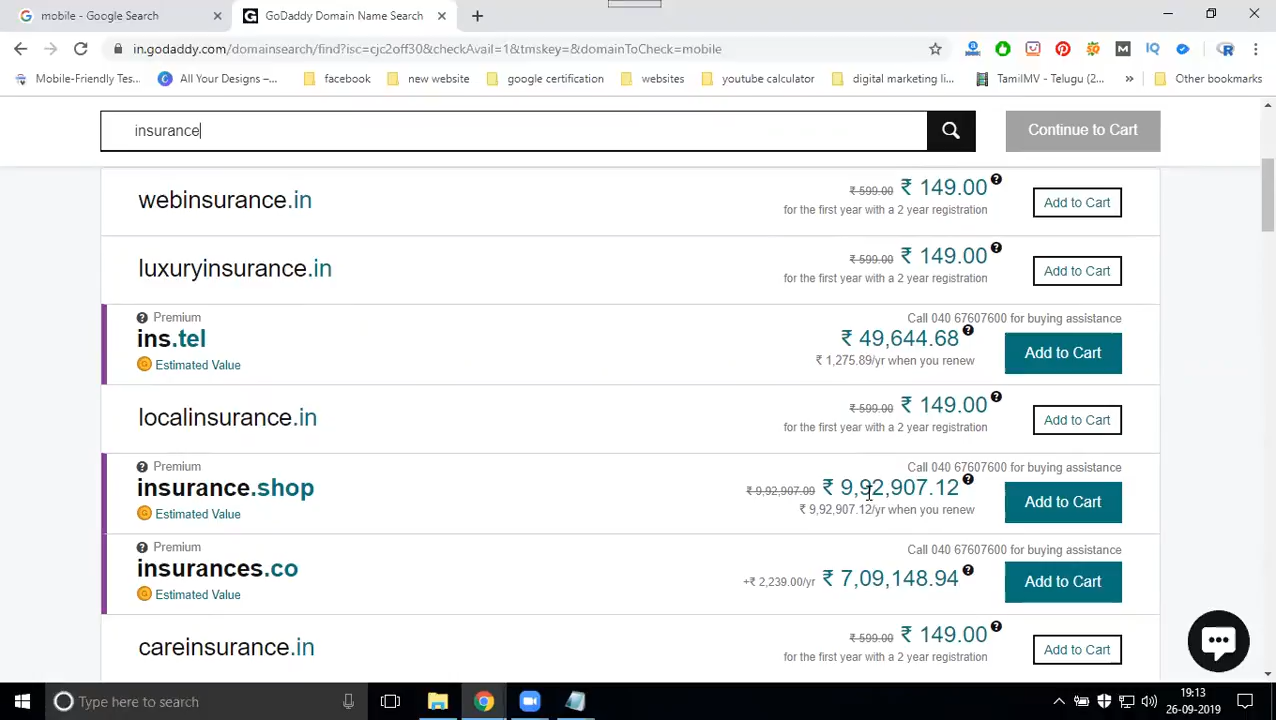 mobile - Google Search
GoDaddy Domain Name Search
in.godaddy.com/domainsearch/find?isc=cjc2off30&checkAvail=1&tmskey=&domainToCheck=mobile
Mobile-Friendly Tes...
All Your Designs –...
facebook
new website
google certification
websites
youtube calculator
digital marketing li...
TamilMV - Telugu (2...
Other bookmarks
insurance
Continue to Cart
webinsurance.in
₹ 599.00 ₹ 149.00
for the first year with a 2 year registration
Add to Cart
luxuryinsurance.in
₹ 599.00 ₹ 149.00
for the first year with a 2 year registration
Add to Cart
Premium
Call 040 67607600 for buying assistance
ins.tel
₹ 49,644.68
₹ 1,275.89/yr when you renew
Estimated Value
Add to Cart
localinsurance.in
₹ 599.00 ₹ 149.00
for the first year with a 2 year registration
Add to Cart
Premium
Call 040 67607600 for buying assistance
insurance.shop
₹ 9,92,907.09 ₹ 9,92,907.12
₹ 9,92,907.12/yr when you renew
Estimated Value
Add to Cart
Premium
Call 040 67607600 for buying assistance
insurances.co
+₹ 2,239.00/yr ₹ 7,09,148.94
Estimated Value
Add to Cart
careinsurance.in
₹ 599.00 ₹ 149.00
for the first year with a 2 year registration
Add to Cart
Type here to search
19:13
26-09-2019